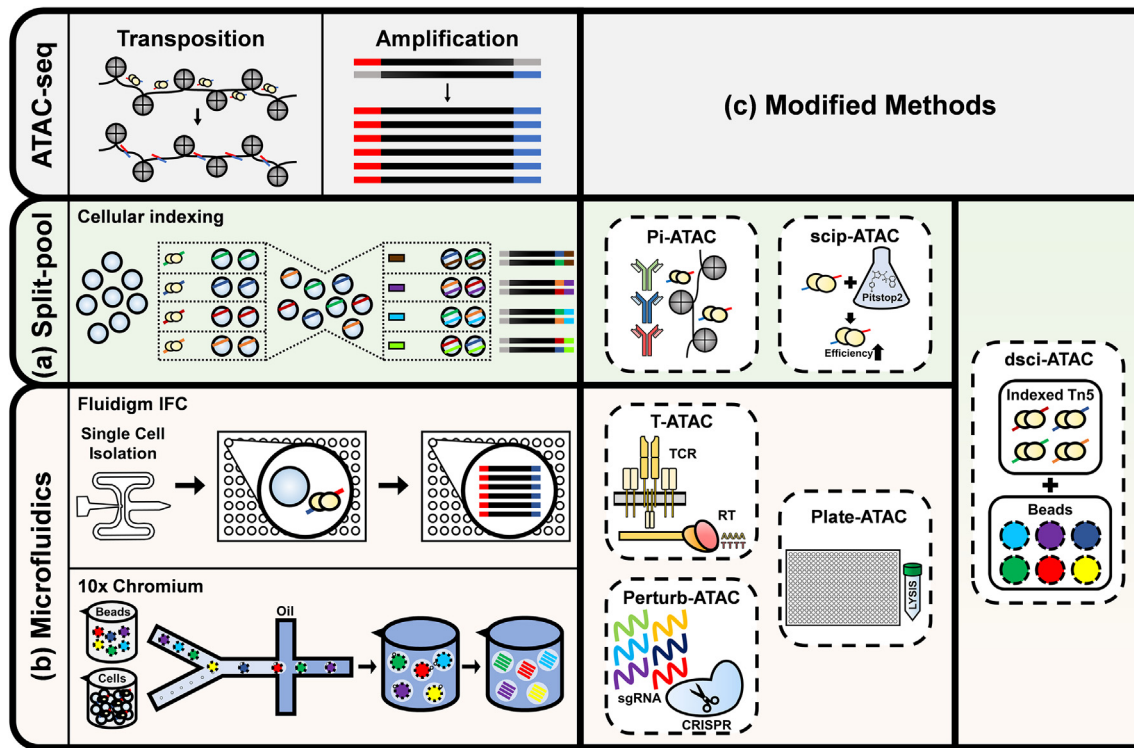 ATAC-seq
Transposition
Amplification
(c) Modified Methods
(a) Split-pool
Cellular indexing
Pi-ATAC
scip-ATAC
Pitstop2
Efficiency
(b) Microfluidics
Fluidigm IFC
Single Cell
Isolation
10x Chromium
Beads
Cells
Oil
T-ATAC
TCR
RT
AAAA
TTTT
Perturb-ATAC
sgRNA
CRISPR
Plate-ATAC
LYSIS
dsci-ATAC
Indexed Tn5
Beads